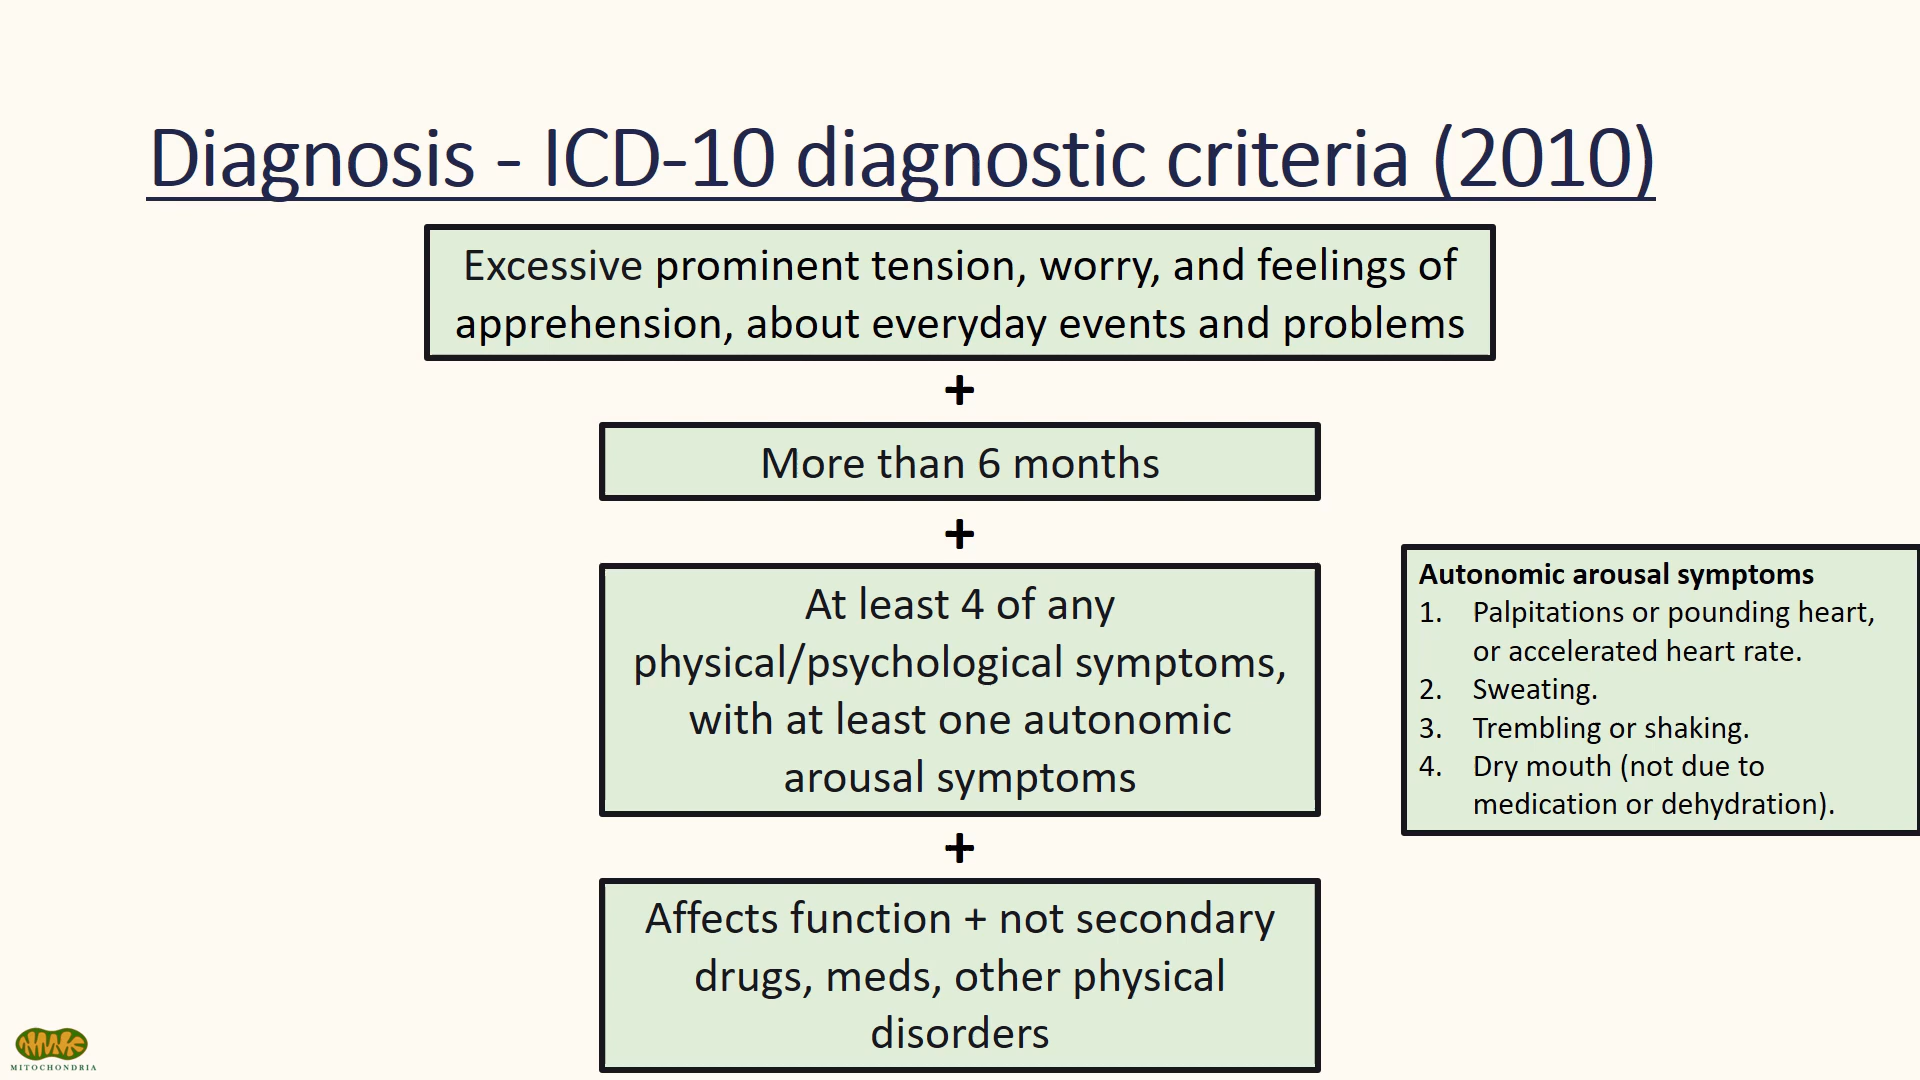 Diagnosis - ICD-10 diagnostic criteria (2010)
Excessive prominent tension, worry, and feelings of
apprehension, about everyday events and problems
+
More than 6 months
+
At least 4 of any
physical/psychological symptoms,
with at least one autonomic
arousal symptoms
+
Affects function + not secondary
drugs, meds, other physical
disorders
Autonomic arousal symptoms
1. Palpitations or pounding heart,
or accelerated heart rate.
2. Sweating.
3. Trembling or shaking.
4. Dry mouth (not due to
medication or dehydration).
MITOCHONDRIA